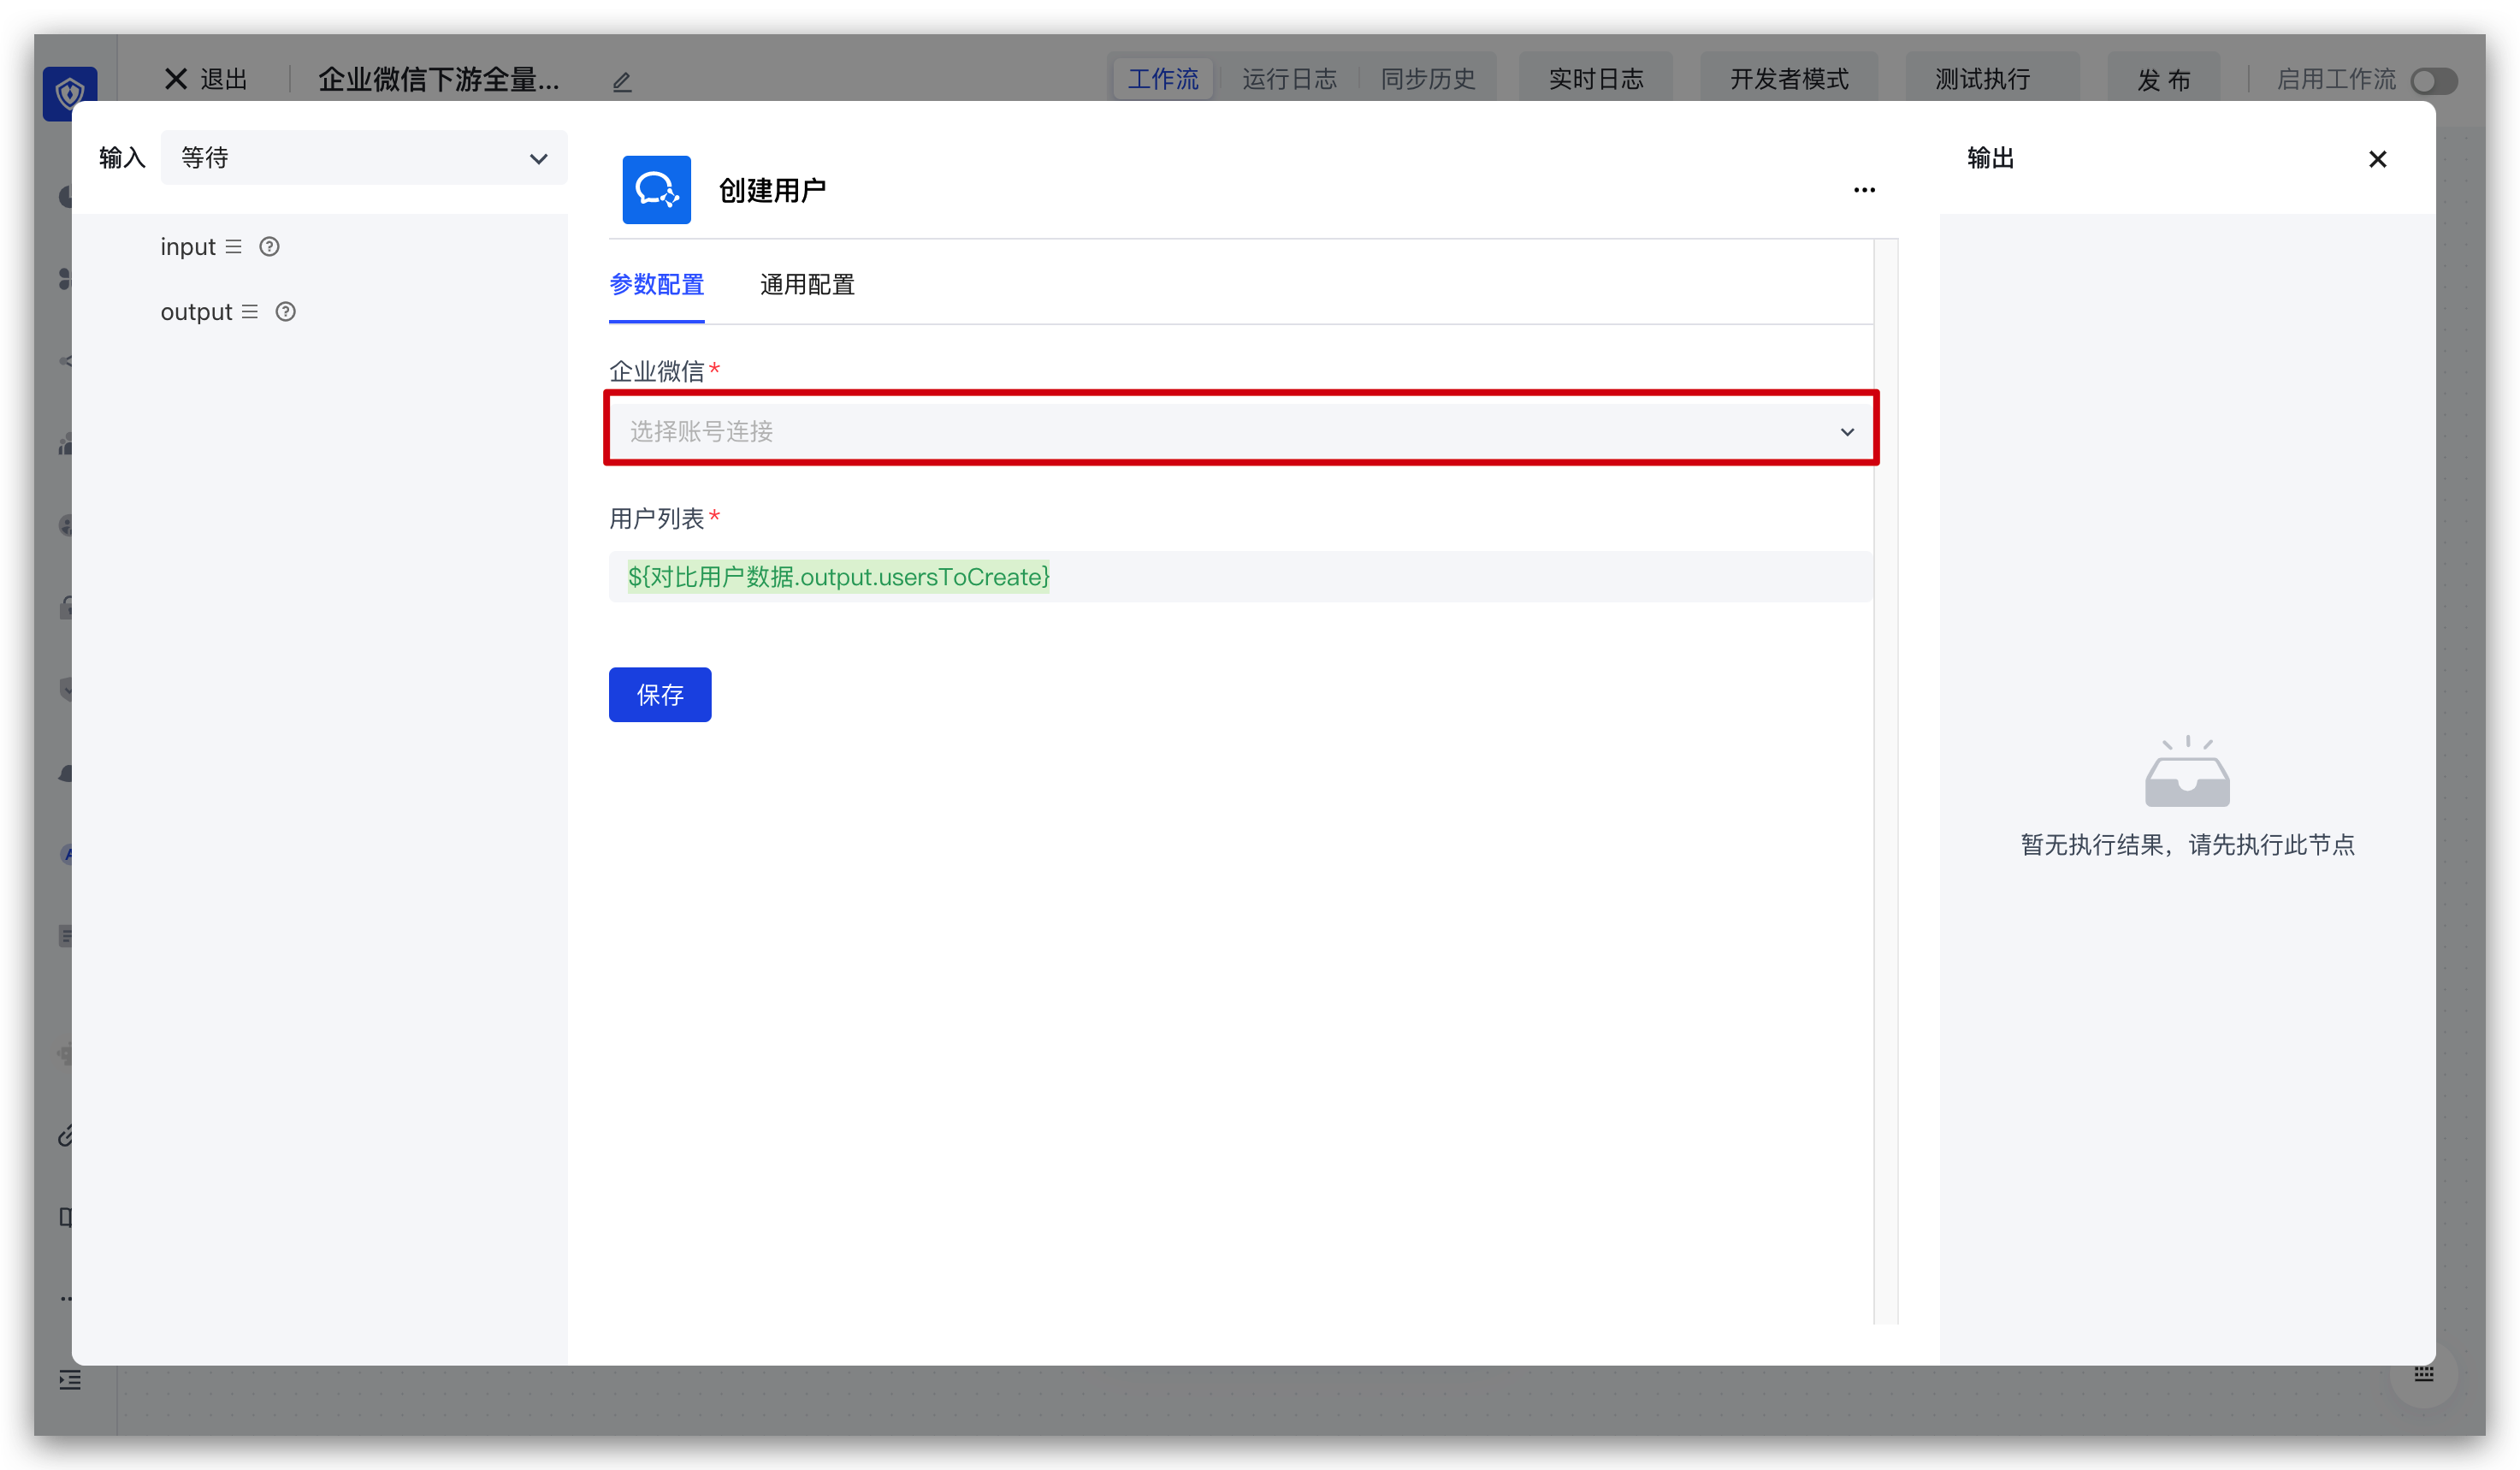 退出
企业微信下游全量...
工作流
运行日志
同步历史
实时日志
开发者模式
测试执行
发 布
启用工作流
输入
等待
input
output
创建用户
参数配置
通用配置
企业微信*
选择账号连接
用户列表*
${对比用户数据.output.usersToCreate}
保存
输出
暂无执行结果，请先执行此节点